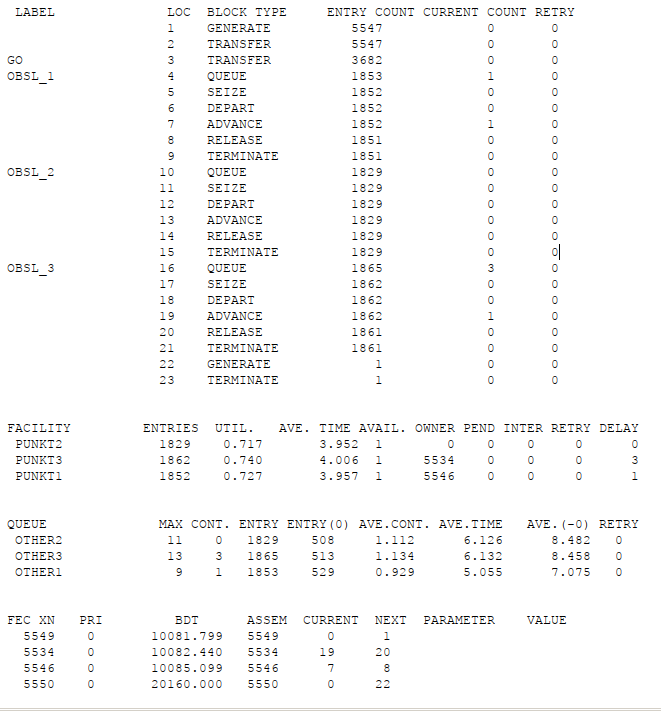 LABEL LOC BLOCK TYPE ENTRY COUNT CURRENT COUNT RETRY
1 GENERATE 5547 0 0
2 TRANSFER 5547 0 0
GO 3 TRANSFER 3682 0 0
OBSL_1 4 QUEUE 1853 1 0
5 SEIZE 1852 0 0
6 DEPART 1852 0 0
7 ADVANCE 1852 1 0
8 RELEASE 1851 0 0
9 TERMINATE 1851 0 0
OBSL_2 10 QUEUE 1829 0 0
11 SEIZE 1829 0 0
12 DEPART 1829 0 0
13 ADVANCE 1829 0 0
14 RELEASE 1829 0 0
15 TERMINATE 1829 0 0
OBSL_3 16 QUEUE 1865 3 0
17 SEIZE 1862 0 0
18 DEPART 1862 0 0
19 ADVANCE 1862 1 0
20 RELEASE 1861 0 0
21 TERMINATE 1861 0 0
22 GENERATE 1 0 0
23 TERMINATE 1 0 0
FACILITY ENTRIES UTIL. AVE. TIME AVAIL. OWNER PEND INTER RETRY DELAY
PUNKT2 1829 0.717 3.952 1 0 0 0 0 0
PUNKT3 1862 0.740 4.006 1 5534 0 0 0 3
PUNKT1 1852 0.727 3.957 1 5546 0 0 0 1
QUEUE MAX CONT. ENTRY ENTRY(0) AVE.CONT. AVE.TIME AVE.(-0) RETRY
OTHER2 11 0 1829 508 1.112 6.126 8.482 0
OTHER3 13 3 1865 513 1.134 6.132 8.458 0
OTHER1 9 1 1853 529 0.929 5.055 7.075 0
FEC XN PRI BDT ASSEM CURRENT NEXT PARAMETER VALUE
5549 0 10081.799 5549 0 1
5534 0 10082.440 5534 19 20
5546 0 10085.099 5546 7 8
5550 0 20160.000 5550 0 22